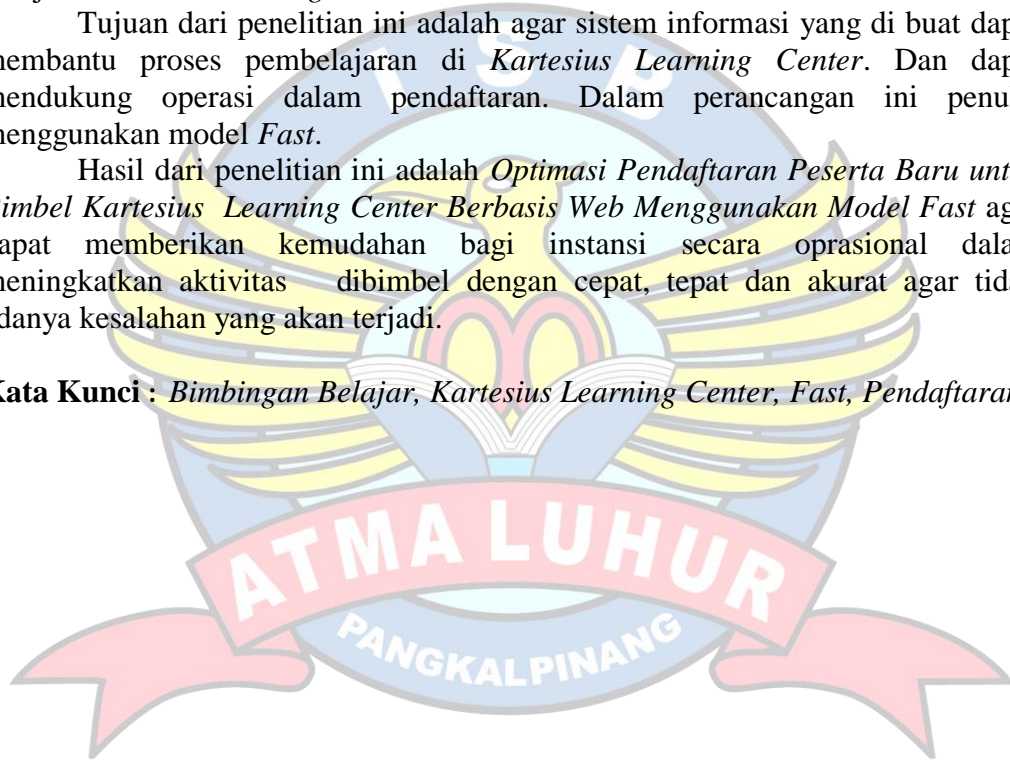 Tujuan dari penelitian ini adalah agar sistem informasi yang di buat dap
membantu proses pembelajaran di Kartesius Learning Center. Dan dap
mendukung operasi dalam pendaftaran. Dalam perancangan ini penul
menggunakan model Fast.
Hasil dari penelitian ini adalah Optimasi Pendaftaran Peserta Baru unt
Bimbel Kartesius Learning Center Berbasis Web Menggunakan Model Fast ag
dapat memberikan kemudahan bagi instansi secara oprasional dala
meningkatkan aktivitas dibimbel dengan cepat, tepat dan akurat agar tida
adanya kesalahan yang akan terjadi.
Kata Kunci : Bimbingan Belajar, Kartesius Learning Center, Fast, Pendaftaran
I S B
ATMA LUHUR
PANGKALPINANG